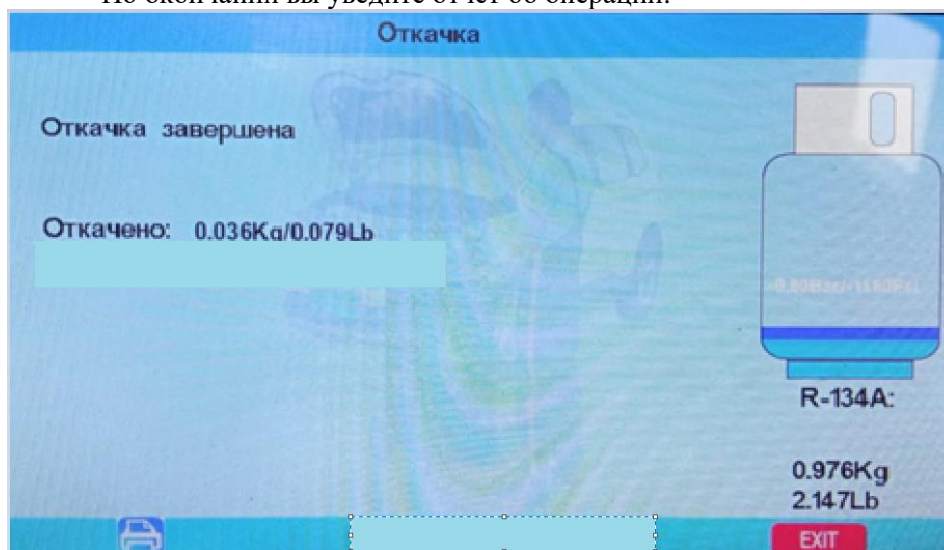 По окончании вы уведите отчет об операции.
Откачка
Откачка завершена
Откачено: 0.036Kg/0.079Lb
R-134A:
0.976Kg
2.147Lb
EXIT